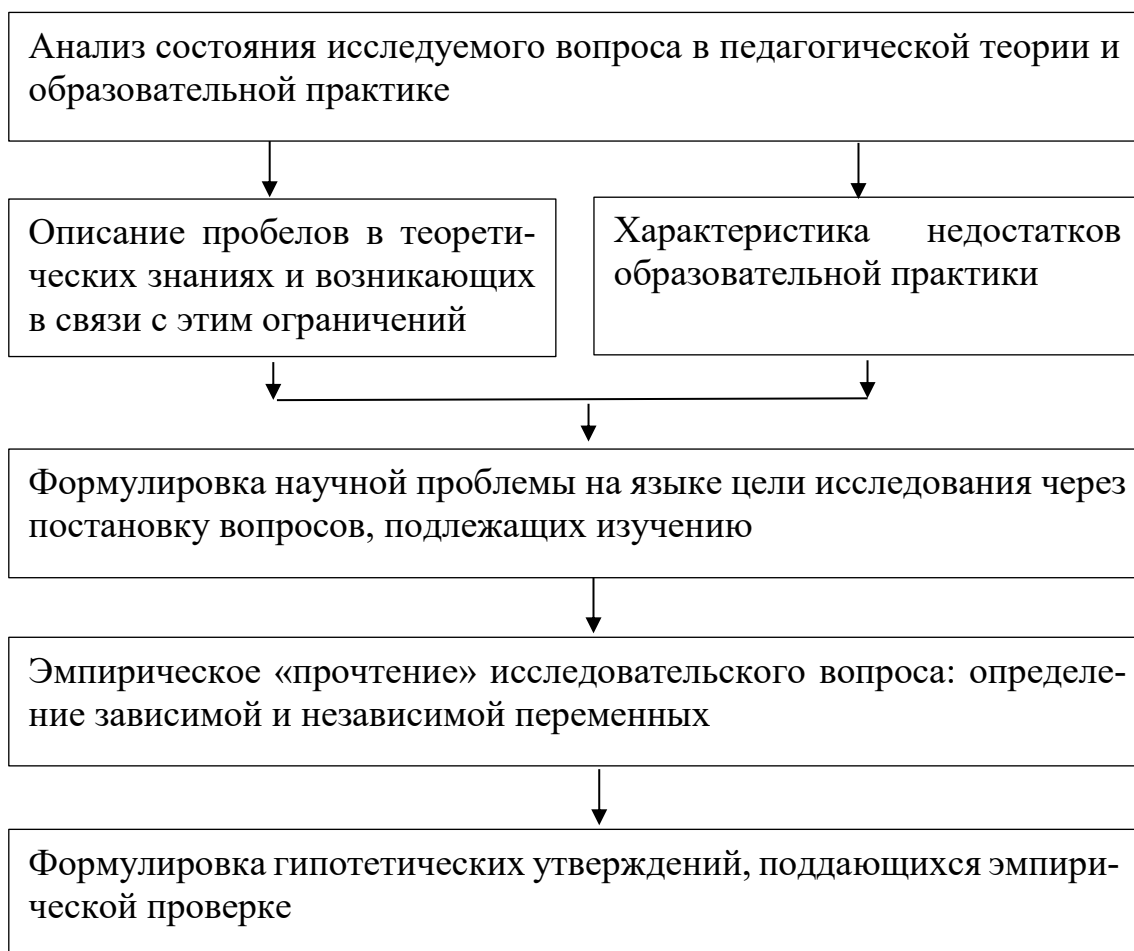 Анализ состояния исследуемого вопроса в педагогической теории и
образовательной практике
Описание пробелов в теорети-
ческих знаниях и возникающих
в связи с этим ограничений
Характеристика недостатков
образовательной практики
Формулировка научной проблемы на языке цели исследования через
постановку вопросов, подлежащих изучению
Эмпирическое «прочтение» исследовательского вопроса: определе-
ние зависимой и независимой переменных
Формулировка гипотетических утверждений, поддающихся эмпири-
ческой проверке